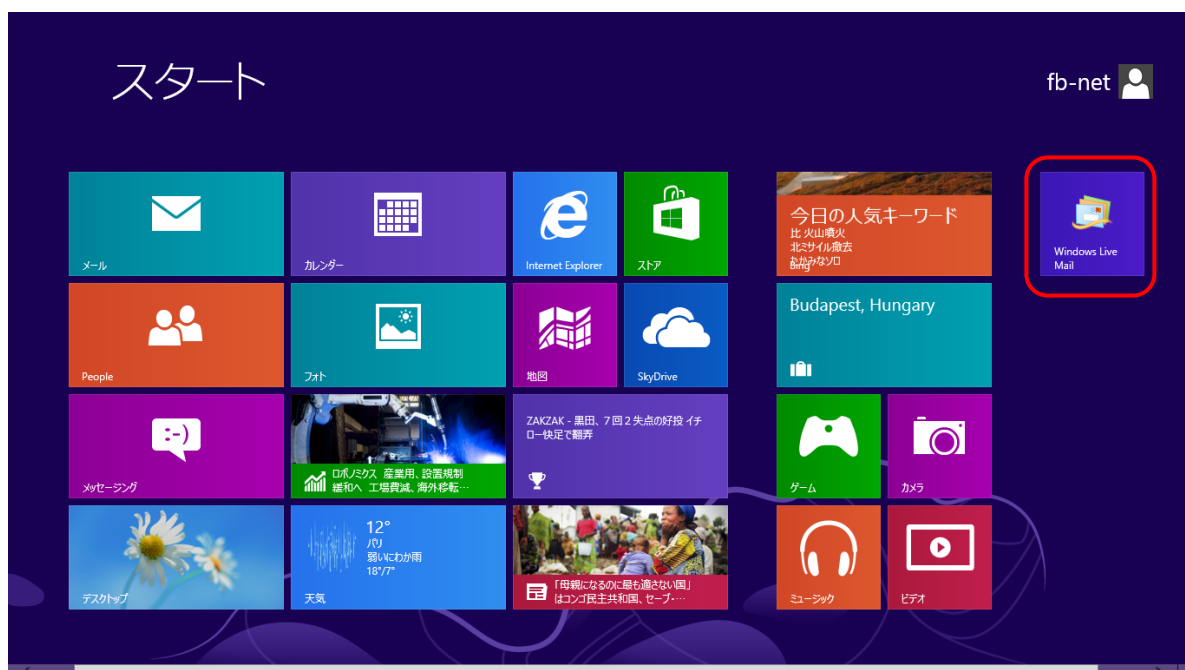 スタート
fb-net
メール
カレンダー
Internet Explorer
ストア
今日の人気キーワード
比 火山噴火
北ミサイル撤去
おかみなソロ
Bing
Windows Live
Mail
People
フォト
地図
SkyDrive
Budapest, Hungary
メッセージング
:-)
ロボノミクス 産業用、設置規制
緩和へ 工場費減、海外移転…
ZAKZAK - 黒田、7回2失点の好投 イチ
ロー快足で翻弄
ゲーム
カメラ
デスクトップ
12°
パリ
弱いにわか雨
18°/7°
天気
「母親になるのに最も適さない国」
はコンゴ民主共和国、セーブ・…
ミュージック
ビデオ